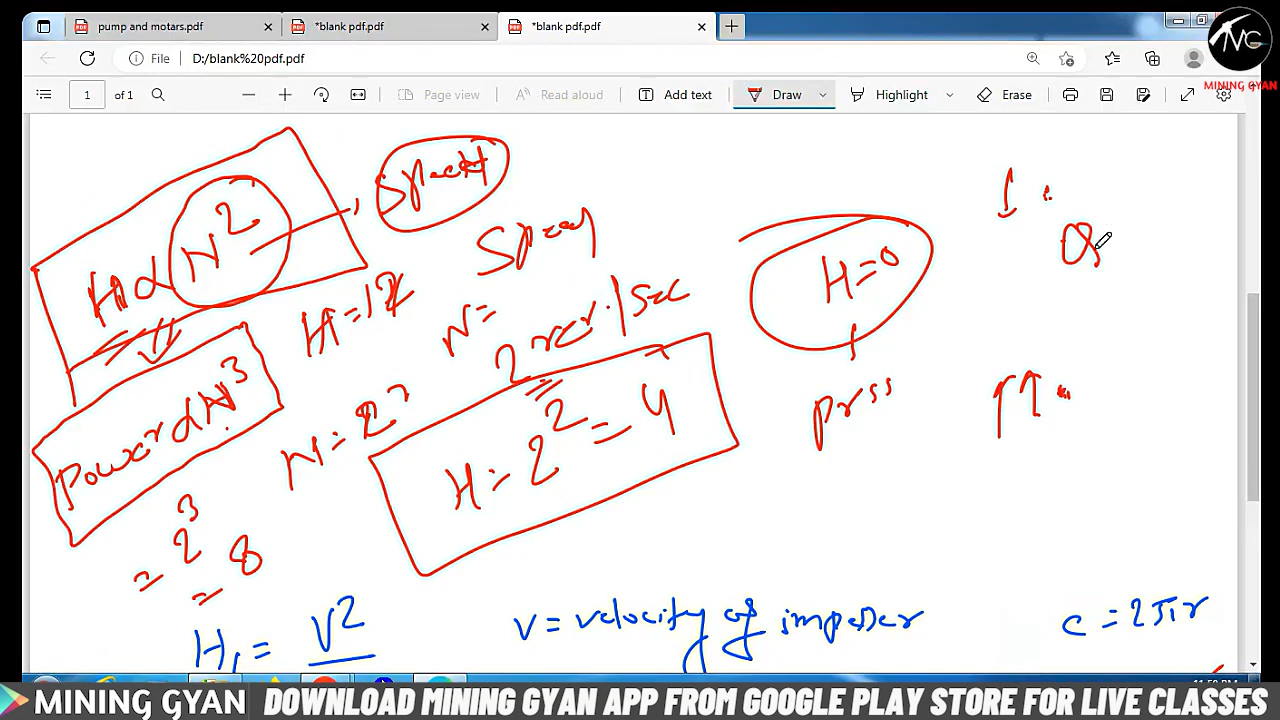 pump and motars.pdf
*blank pdf.pdf
*blank pdf.pdf
File D:/blank%20pdf.pdf
1 of 1
Page view
Read aloud
Add text
Draw
Highlight
Erase
MVG
MINING GYAN
H α N²
Speed
H=0
N=
2 rev./sec
Power α N³
N=2
H=2²=4
press
=2³
=8
H₁ = V²
V = velocity of impeller
c = 2πr
MINING GYAN DOWNLOAD MINING GYAN APP FROM GOOGLE PLAY STORE FOR LIVE CLASSES